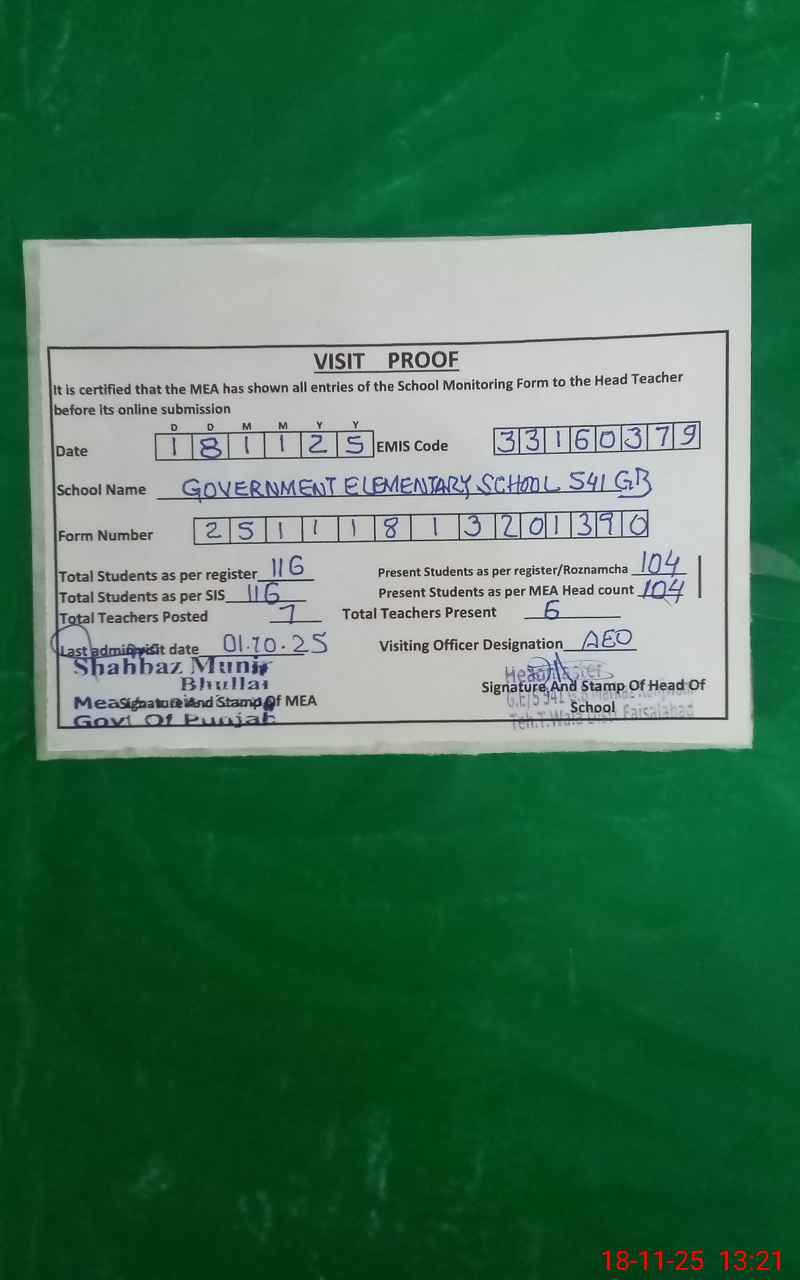 VISIT PROOF
It is certified that the MEA has shown all entries of the School Monitoring Form to the Head Teacher
before its online submission
D D M M Y Y
Date 1 8 1 1 2 5 EMIS Code 3 3 1 6 0 3 7 9
School Name GOVERNMENT ELEMENTARY SCHOOL 541 GB
Form Number 2 5 1 1 1 8 1 3 2 0 1 3 9 0
Total Students as per register 116 Present Students as per register/Roznamcha 104
Total Students as per SIS 116 Present Students as per MEA Head count 104
Total Teachers Posted 7 Total Teachers Present 6
Last admin visit date 01.10.25 Visiting Officer Designation AEO
Shahbaz Munir
Bhullar
Signature And Stamp Of MEA
Govt Of Punjab
Headmaster
Signature And Stamp Of Head Of
School
Faisalabad
18-11-25 13:21